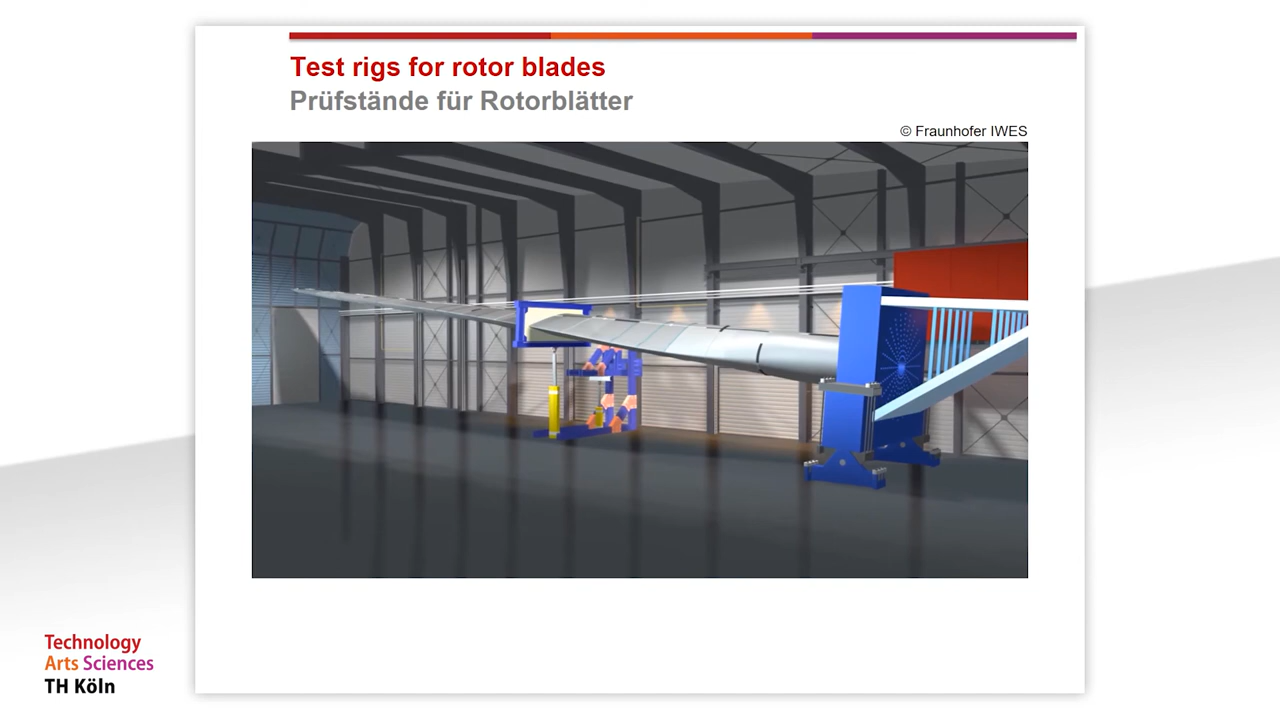 Test rigs for rotor blades
Prüfstände für Rotorblätter
© Fraunhofer IWES
Technology
Arts Sciences
TH Köln